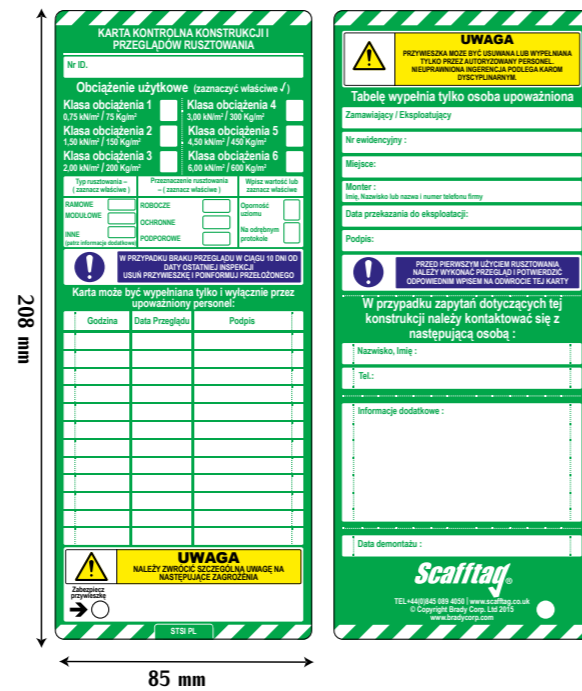 KARTA KONTROLNA KONSTRUKCJI I
PRZEGLĄDÓW RUSZTOWANIA
Nr ID.
Obciążenie użytkowe (zaznaczyć właściwe √)
Klasa obciążenia 1
0,75 kN/m² / 75 Kg/m²
Klasa obciążenia 4
3,00 kN/m² / 300 Kg/m²
Klasa obciążenia 2
1,50 kN/m² / 150 Kg/m²
Klasa obciążenia 5
4,50 kN/m² / 450 Kg/m²
Klasa obciążenia 3
2,00 kN/m² / 200 Kg/m²
Klasa obciążenia 6
6,00 kN/m² / 600 Kg/m²
Typ rusztowania –
( zaznacz właściwe )
Przeznaczenie rusztowania
– ( zaznacz właściwe )
Wpisz wartość lub
zaznacz właściwe
RAMOWE
MODUŁOWE
INNE
(patrz informacje dodatkowe)
ROBOCZE
OCHRONNE
PODPOROWE
Oporność
uziomu
Na odrębnym
protokole
W PRZYPADKU BRAKU PRZEGLĄDU W CIĄGU 10 DNI OD
DATY OSTATNIEJ INSPEKCJI
USUŃ PRZYWIESZKĘ I POINFORMUJ PRZEŁOŻONEGO
Karta może być wypełniana tylko i wyłącznie przez
upoważniony personel:
Godzina
Data Przeglądu
Podpis
UWAGA
NALEŻY ZWRÓCIĆ SZCZEGÓLNĄ UWAGĘ NA
NASTĘPUJĄCE ZAGROŻENIA
Zabezpiecz
przywieszkę
STSI PL
208 mm
85 mm
UWAGA
PRZYWIESZKA MOŻE BYĆ USUWANA LUB WYPEŁNIANA
TYLKO PRZEZ AUTORYZOWANY PERSONEL.
NIEUPRAWNIONA INGERENCJA PODLEGA KAROM
DYSCYPLINARNYM.
Tabelę wypełnia tylko osoba upoważniona
Zamawiający / Eksploatujący
Nr ewidencyjny :
Miejsce:
Monter :
Imię, Nazwisko lub nazwa i numer telefonu firmy
Data przekazania do eksploatacji:
Podpis:
PRZED PIERWSZYM UŻYCIEM RUSZTOWANIA
NALEŻY WYKONAĆ PRZEGLĄD I POTWIERDZIĆ
ODPOWIEDNIM WPISEM NA ODWROCIE TEJ KARTY
W przypadku zapytań dotyczących tej
konstrukcji należy kontaktować się z
następującą osobą :
Nazwisko, Imię :
Tel.:
Informacje dodatkowe :
Data demontażu :
Scafftag®
TEL+44(0)845 089 4050 | www.scafftag.co.uk
© Copyright Brady Corp. Ltd 2015
www.bradycorp.com